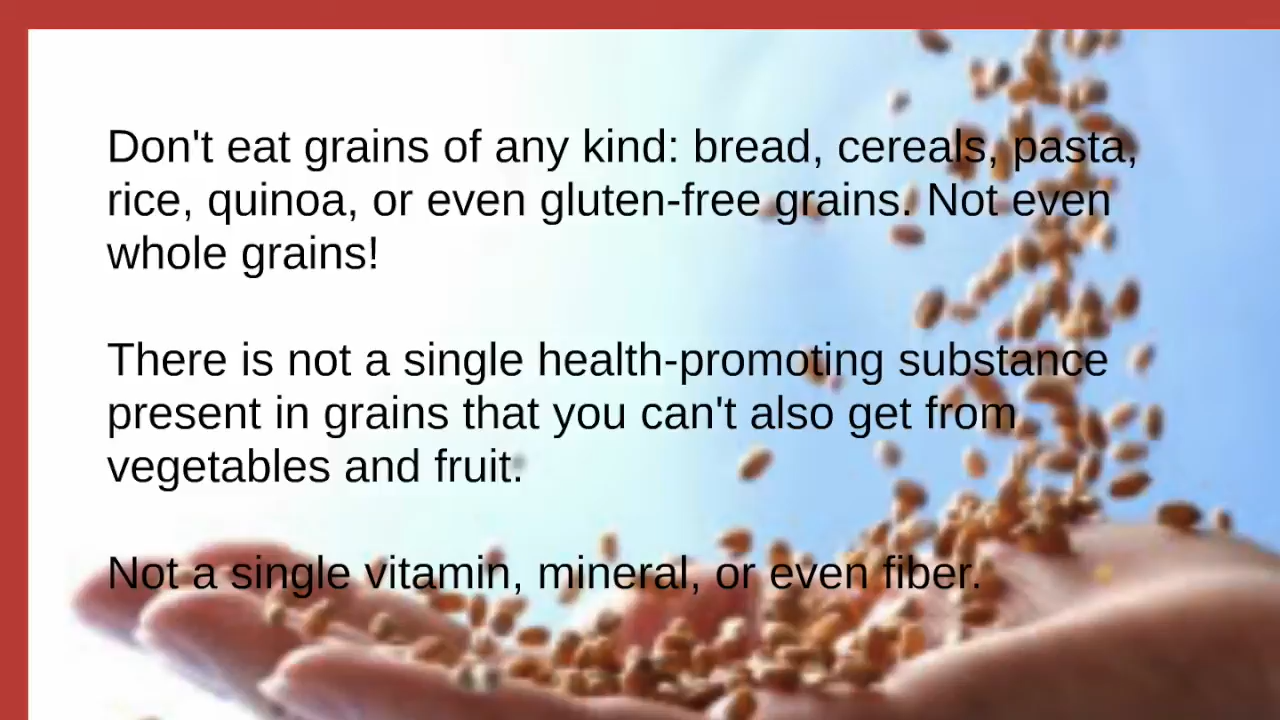 Don't eat grains of any kind: bread, cereals, pasta,
rice, quinoa, or even gluten-free grains. Not even
whole grains!
There is not a single health-promoting substance
present in grains that you can't also get from
vegetables and fruit.
Not a single vitamin, mineral, or even fiber.